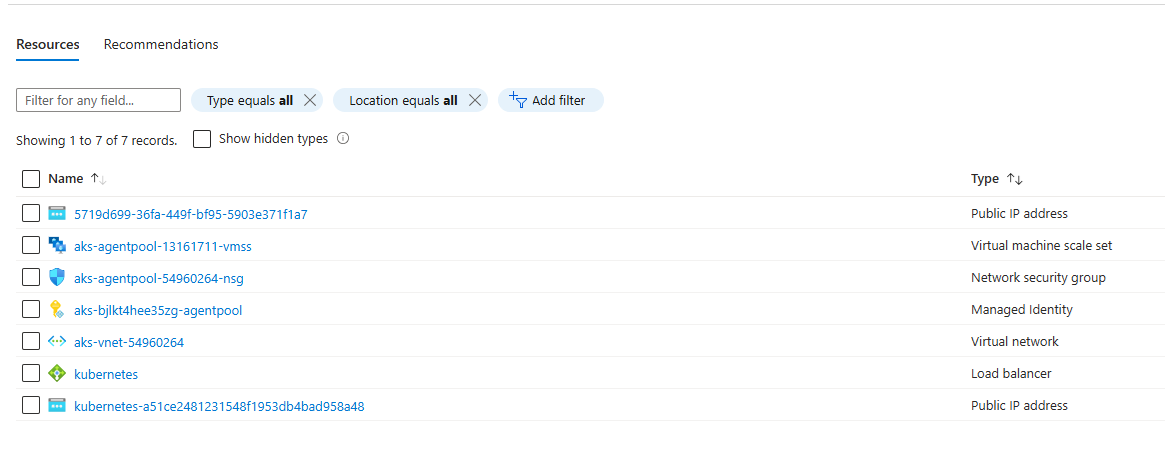 Resources Recommendations
Filter for any field... Type equals all Location equals all Add filter
Showing 1 to 7 of 7 records. Show hidden types
Name Type
5719d699-36fa-449f-bf95-5903e371f1a7 Public IP address
aks-agentpool-13161711-vmss Virtual machine scale set
aks-agentpool-54960264-nsg Network security group
aks-bjlkt4hee35zg-agentpool Managed Identity
aks-vnet-54960264 Virtual network
kubernetes Load balancer
kubernetes-a51ce2481231548f1953db4bad958a48 Public IP address